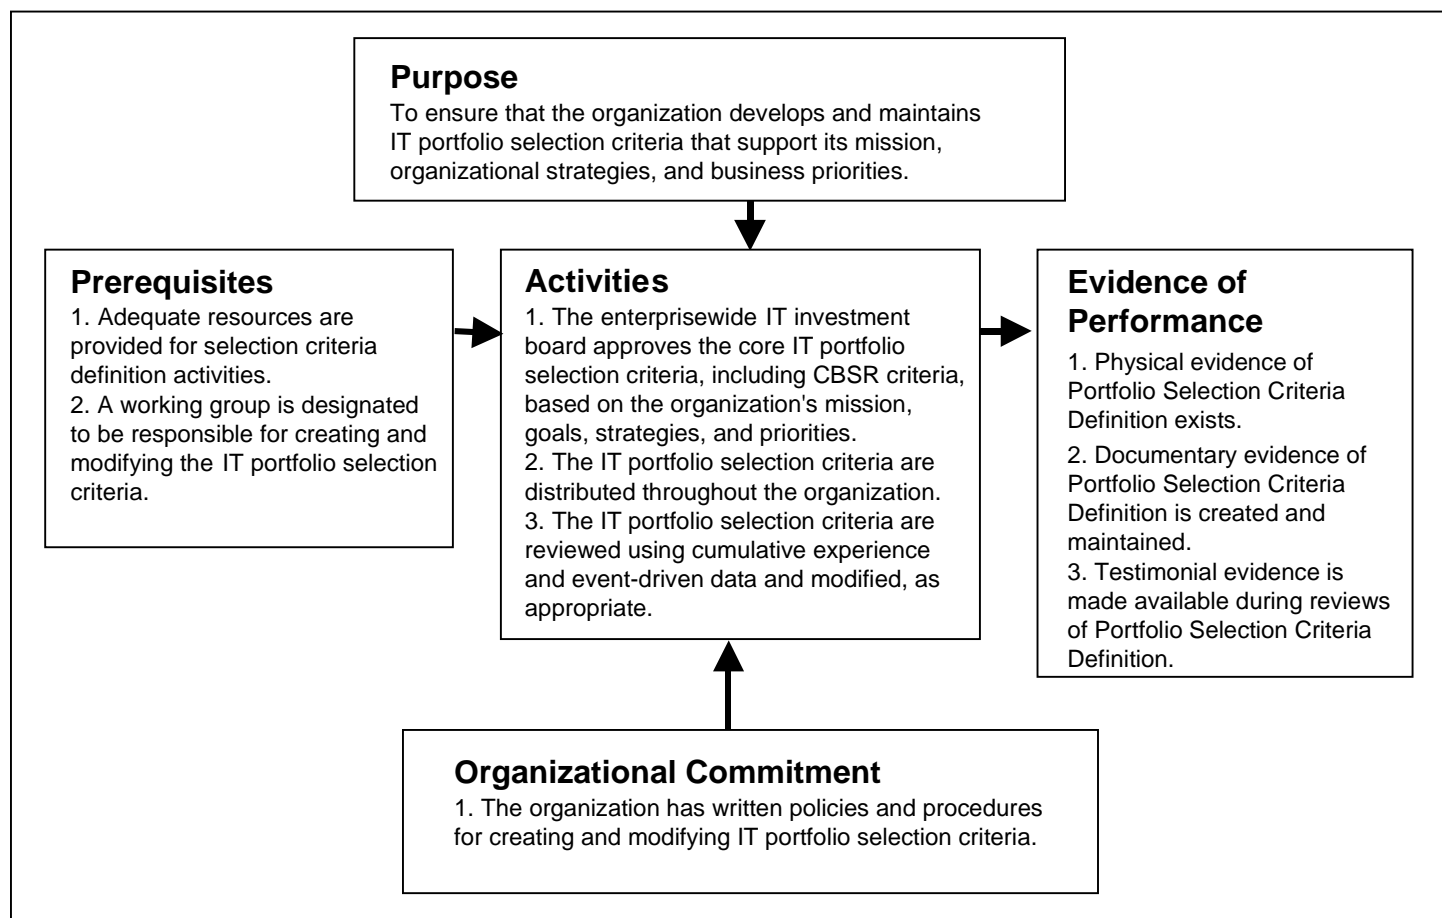 Purpose
To ensure that the organization develops and maintains
IT portfolio selection criteria that support its mission,
organizational strategies, and business priorities.
Prerequisites
1. Adequate resources are
provided for selection criteria
definition activities.
2. A working group is designated
to be responsible for creating and
modifying the IT portfolio selection
criteria.
Activities
1. The enterprisewide IT investment
board approves the core IT portfolio
selection criteria, including CBSR criteria,
based on the organization's mission,
goals, strategies, and priorities.
2. The IT portfolio selection criteria are
distributed throughout the organization.
3. The IT portfolio selection criteria are
reviewed using cumulative experience
and event-driven data and modified, as
appropriate.
Evidence of
Performance
1. Physical evidence of
Portfolio Selection Criteria
Definition exists.
2. Documentary evidence of
Portfolio Selection Criteria
Definition is created and
maintained.
3. Testimonial evidence is
made available during reviews
of Portfolio Selection Criteria
Definition.
Organizational Commitment
1. The organization has written policies and procedures
for creating and modifying IT portfolio selection criteria.